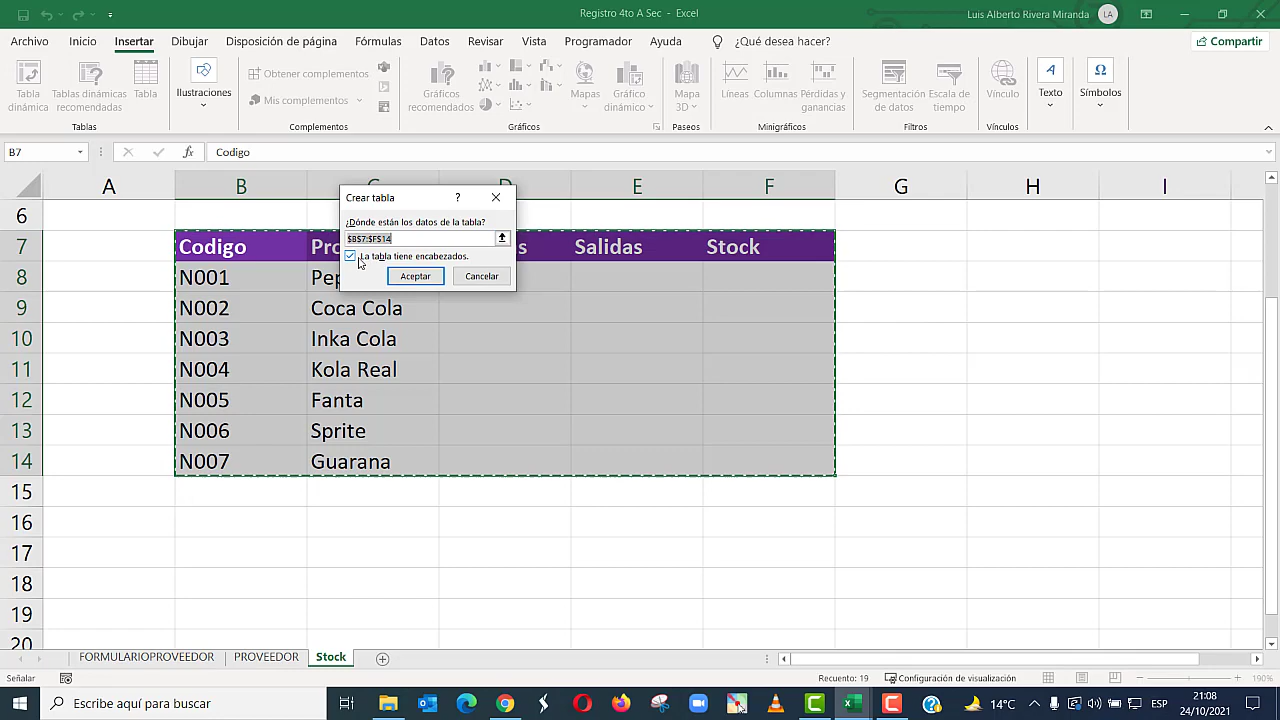 Registro 4to A Sec - Excel
Luis Alberto Rivera Miranda LA
Archivo Inicio Insertar Dibujar Disposición de página Fórmulas Datos Revisar Vista Programador Ayuda ¿Qué desea hacer? Compartir
Tabla dinámica
Tablas dinámicas recomendadas
Tabla
Ilustraciones
Obtener complementos
Mis complementos
Gráficos recomendados
Mapas
Gráfico dinámico
Mapa 3D
Líneas
Columnas
Pérdidas y ganancias
Segmentación de datos
Escala de tiempo
Vínculo
Texto
Símbolos
Tablas Complementos Gráficos Paseos Minigráficos Filtros Vínculos
B7 fx Codigo
A B C D E F G H I
Crear tabla ?
¿Dónde están los datos de la tabla?
$B$7:$F$14
La tabla tiene encabezados.
Aceptar Cancelar
6
7 Codigo Salidas Stock
8 N001
9 N002 Coca Cola
10 N003 Inka Cola
11 N004 Kola Real
12 N005 Fanta
13 N006 Sprite
14 N007 Guarana
15
16
17
18
19
20
FORMULARIOPROVEEDOR PROVEEDOR Stock
Señalar Recuento: 19 Configuración de visualización 190%
Escribe aquí para buscar
14°C ESP 21:08
24/10/2021